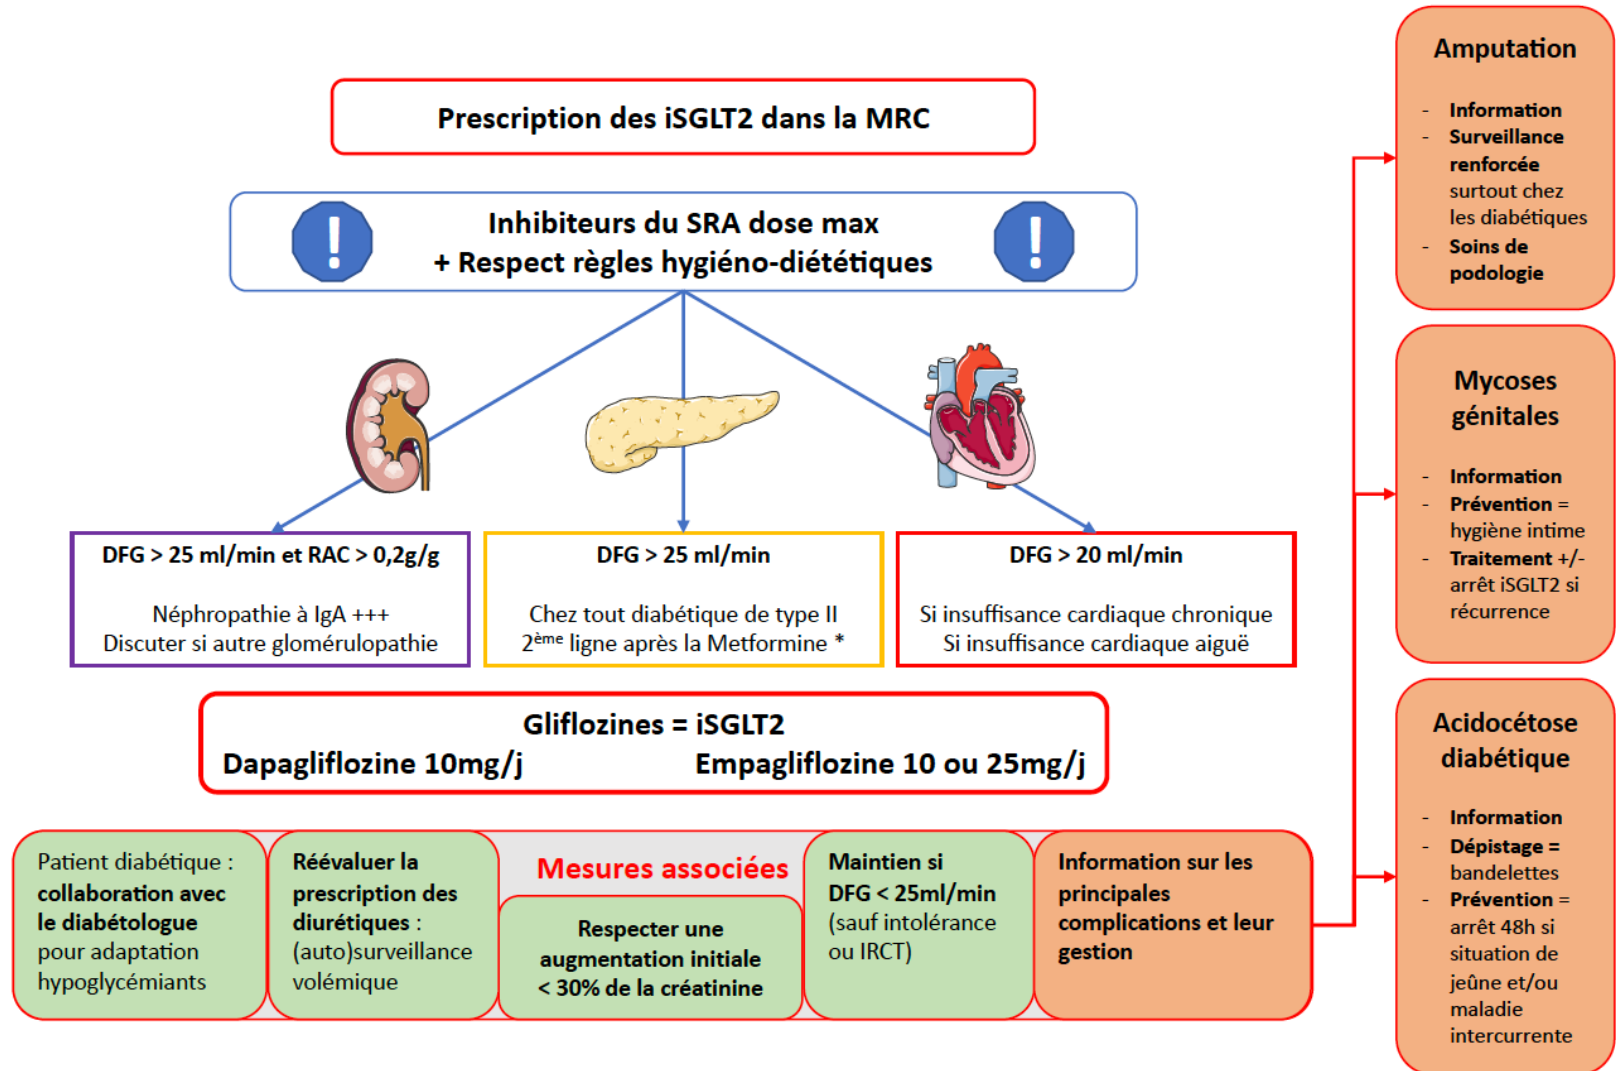 Prescription des iSGLT2 dans la MRC
Inhibiteurs du SRA dose max
+ Respect règles hygiéno-diététiques
DFG > 25 ml/min et RAC > 0,2g/g
Néphropathie à IgA +++
Discuter si autre glomérulopathie
DFG > 25 ml/min
Chez tout diabétique de type II
2ème ligne après la Metformine *
DFG > 20 ml/min
Si insuffisance cardiaque chronique
Si insuffisance cardiaque aiguë
Gliflozines = iSGLT2
Dapagliflozine 10mg/j Empagliflozine 10 ou 25mg/j
Mesures associées
Patient diabétique :
collaboration avec
le diabétologue
pour adaptation
hypoglycémiants
Réévaluer la
prescription des
diurétiques :
(auto)surveillance
volémique
Respecter une
augmentation initiale
< 30% de la créatinine
Maintien si
DFG < 25ml/min
(sauf intolérance
ou IRCT)
Information sur les
principales
complications et leur
gestion
Amputation
- Information
- Surveillance
renforcée
surtout chez
les diabétiques
- Soins de
podologie
Mycoses
génitales
- Information
- Prévention =
hygiène intime
- Traitement +/-
arrêt iSGLT2 si
récurrence
Acidocétose
diabétique
- Information
- Dépistage =
bandelettes
- Prévention =
arrêt 48h si
situation de
jeûne et/ou
maladie
intercurrente